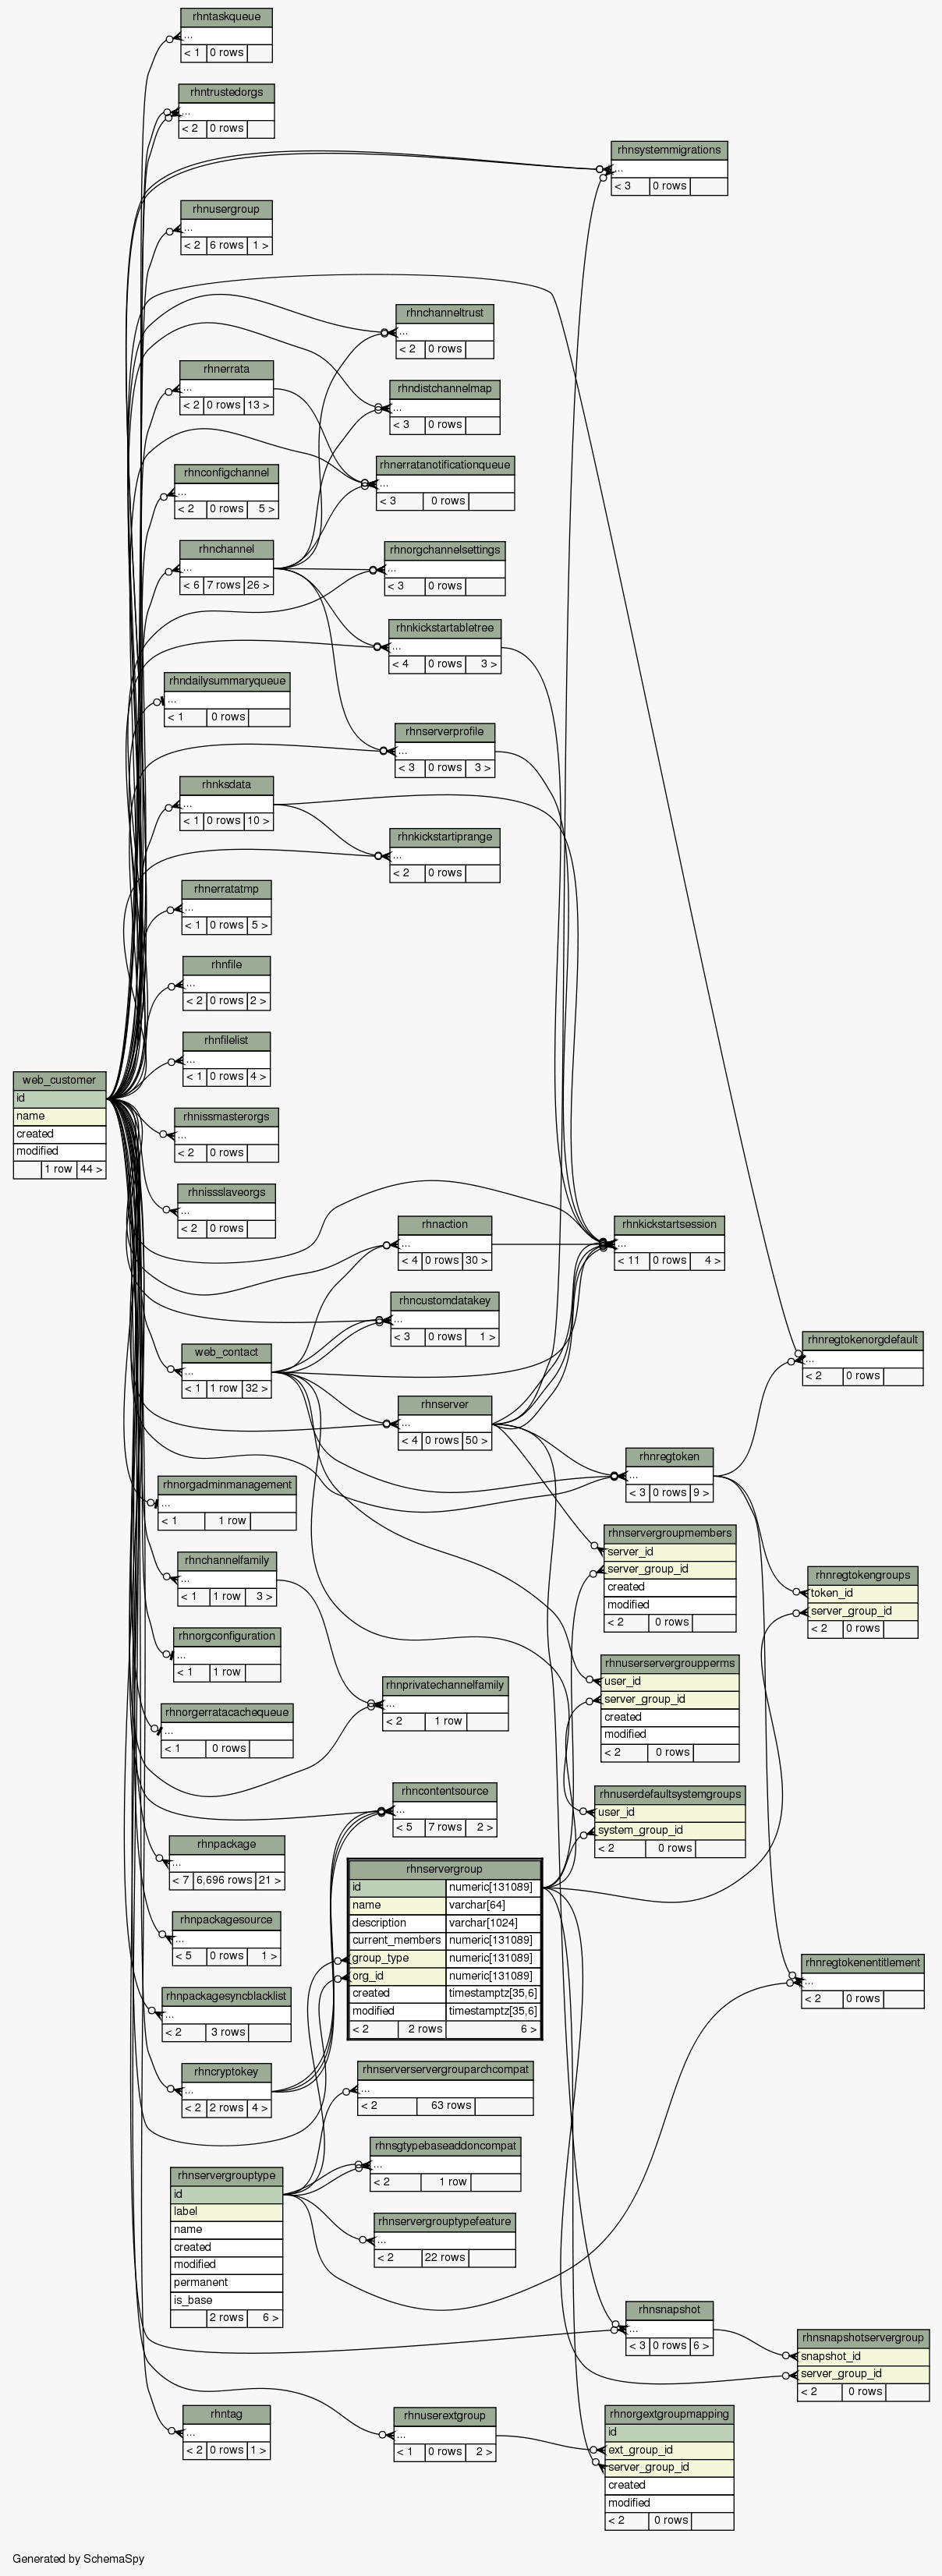 rhntaskqueue
...
< 1 0 rows
rhntrustedorgs
...
< 2 0 rows
rhnsystemmigrations
...
< 3 0 rows
rhnusergroup
...
< 2 6 rows 1 >
rhnchanneltrust
...
< 2 0 rows
rhnerrata
...
< 2 0 rows 13 >
rhndistchannelmap
...
< 3 0 rows
rhnerratanotificationqueue
...
< 3 0 rows
rhnconfigchannel
...
< 2 0 rows 5 >
rhnchannel
...
< 6 7 rows 26 >
rhnorgchannelsettings
...
< 3 0 rows
rhnkickstartabletree
...
< 4 0 rows 3 >
rhndailysummaryqueue
...
< 1 0 rows
rhnserverprofile
...
< 3 0 rows 3 >
rhnksdata
...
< 1 0 rows 10 >
rhnkickstartiprange
...
< 2 0 rows
rhnerratatmp
...
< 1 0 rows 5 >
rhnfile
...
< 2 0 rows 2 >
rhnfilelist
...
< 1 0 rows 4 >
web_customer
id
name
created
modified
1 row 44 >
rhnissmasterorgs
...
< 2 0 rows
rhnissslaveorgs
...
< 2 0 rows
rhnaction
...
< 4 0 rows 30 >
rhnkickstartsession
...
< 11 0 rows 4 >
rhncustomdatakey
...
< 3 0 rows 1 >
rhnregtokenorgdefault
...
< 2 0 rows
web_contact
...
< 1 1 row 32 >
rhnserver
...
< 4 0 rows 50 >
rhnregtoken
...
< 3 0 rows 9 >
rhnorgadminmanagement
...
< 1 1 row
rhnservergroupmembers
server_id
server_group_id
created
modified
< 2 0 rows
rhnchannelfamily
...
< 1 1 row 3 >
rhnregtokengroups
token_id
server_group_id
< 2 0 rows
rhnorgconfiguration
...
< 1 1 row
rhnuserservergroupperms
user_id
server_group_id
created
modified
< 2 0 rows
rhnprivatechannelfamily
...
< 2 1 row
rhnorgerratacachequeue
...
< 1 0 rows
rhncontentsource
...
< 5 7 rows 2 >
rhnuserdefaultsystemgroups
user_id
system_group_id
< 2 0 rows
rhnpackage
...
< 7 6,696 rows 21 >
rhnservergroup
id numeric[131089]
name varchar[64]
description varchar[1024]
current_members numeric[131089]
group_type numeric[131089]
org_id numeric[131089]
created timestamptz[35,6]
modified timestamptz[35,6]
< 2 2 rows 6 >
rhnpackagesource
...
< 5 0 rows 1 >
rhnregtokenentitlement
...
< 2 0 rows
rhnpackagesyncblacklist
...
< 2 3 rows
rhncryptokey
...
< 2 2 rows 4 >
rhnserverservergrouparchcompat
...
< 2 63 rows
rhnsgtypebaseaddoncompat
...
< 2 1 row
rhnservergrouptype
id
label
name
created
modified
permanent
is_base
2 rows 6 >
rhnservergrouptypefeature
...
< 2 22 rows
rhnsnapshot
...
< 3 0 rows 6 >
rhnsnapshotservergroup
snapshot_id
server_group_id
< 2 0 rows
rhntag
...
< 2 0 rows 1 >
rhnuserextgroup
...
< 1 0 rows 2 >
rhnorgextgroupmapping
id
ext_group_id
server_group_id
created
modified
< 2 0 rows
Generated by SchemaSpy